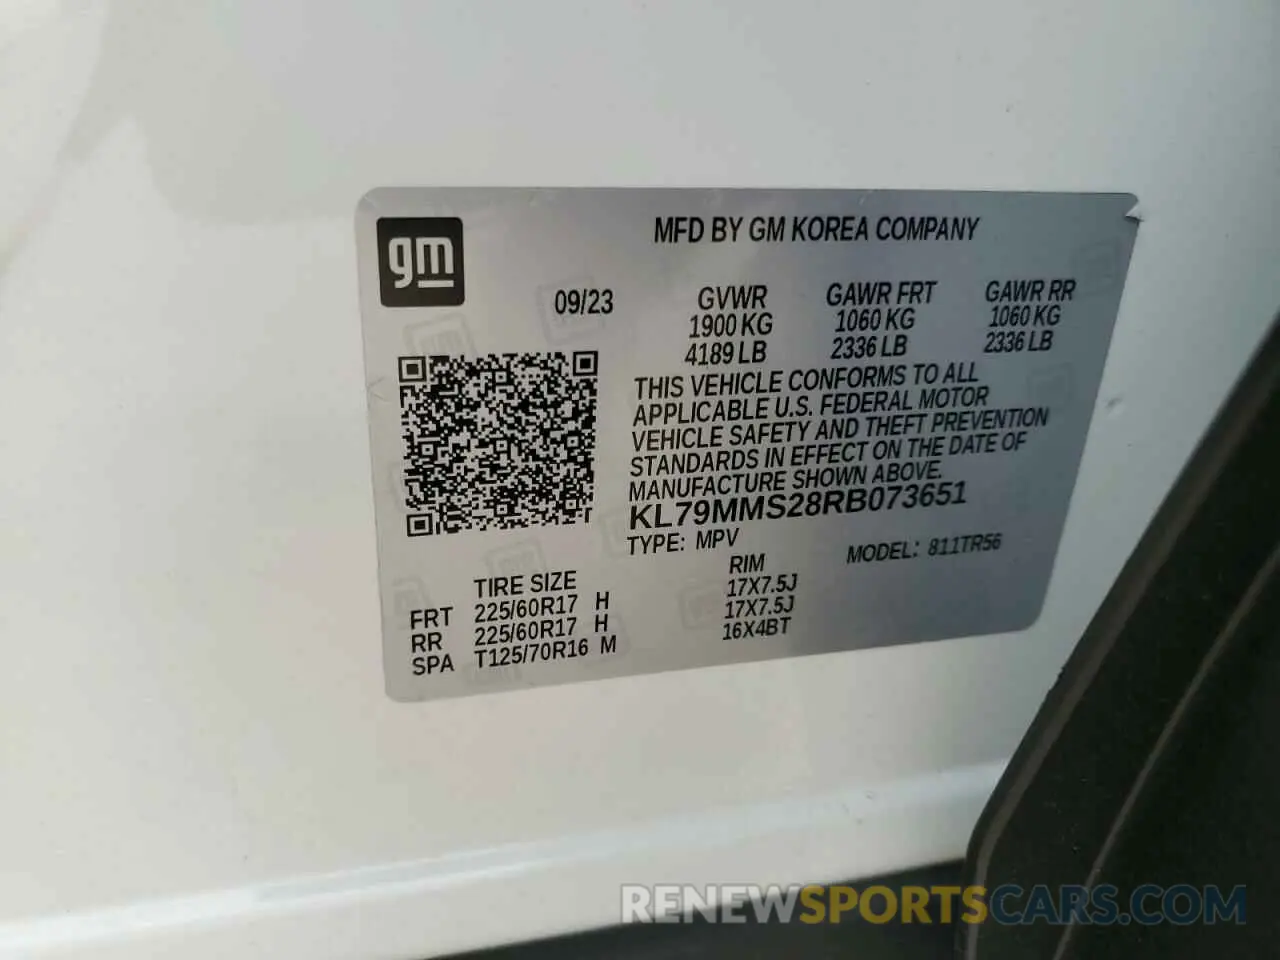 gm
MFD BY GM KOREA COMPANY
09/23
GVWR GAWR FRT GAWR RR
1900 KG 1060 KG 1060 KG
4189 LB 2336 LB 2336 LB
THIS VEHICLE CONFORMS TO ALL
APPLICABLE U.S. FEDERAL MOTOR
VEHICLE SAFETY AND THEFT PREVENTION
STANDARDS IN EFFECT ON THE DATE OF
MANUFACTURE SHOWN ABOVE.
KL79MMS28RB073651
TYPE: MPV MODEL: 811TR56
TIRE SIZE RIM
FRT 225/60R17 H 17X7.5J
RR 225/60R17 H 17X7.5J
SPA T125/70R16 M 16X4BT
RENEWSPORTSCARS.COM